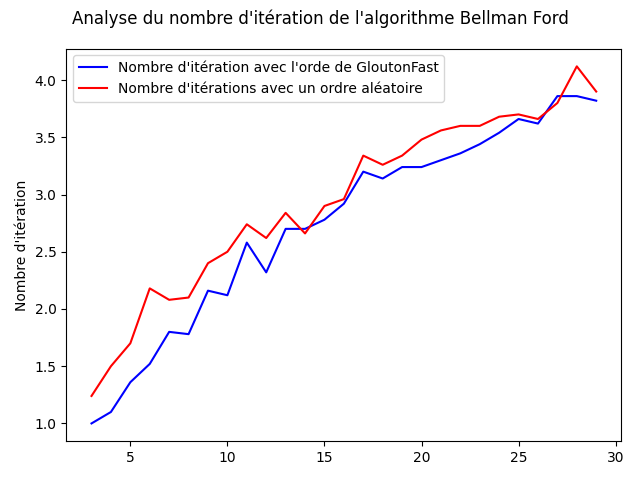 Analyse du nombre d'itération de l'algorithme Bellman Ford
Nombre d'itération avec l'orde de GloutonFast
Nombre d'itérations avec un ordre aléatoire
Nombre d'itération
4.0
3.5
3.0
2.5
2.0
1.5
1.0
5 10 15 20 25 30